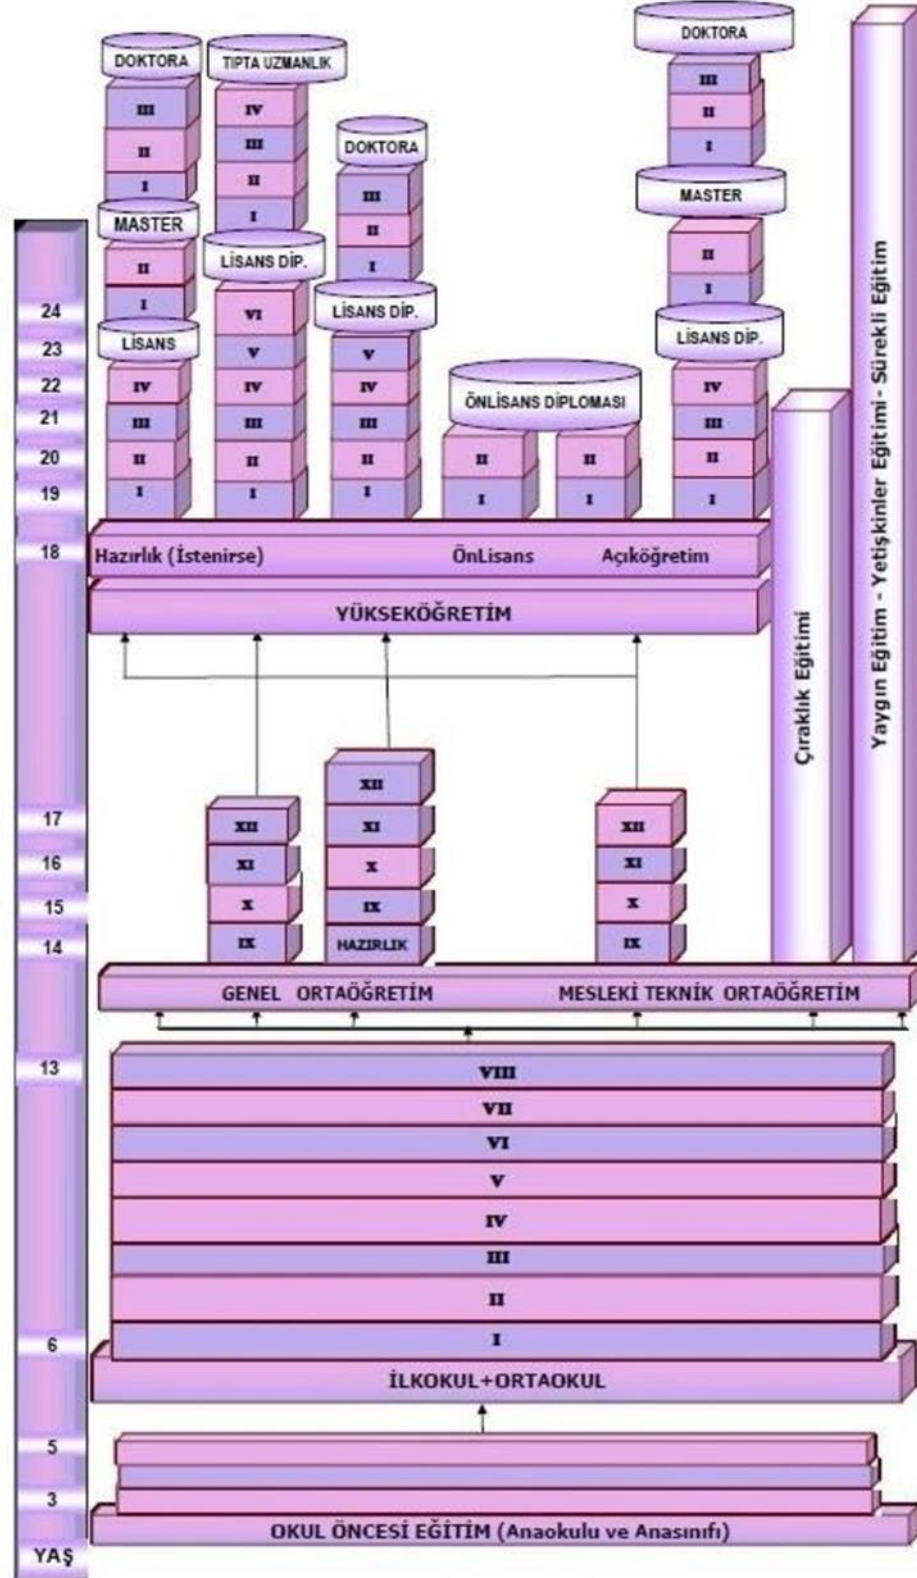 DOKTORA
DOKTORA
TIPTA UZMANLIK
III
IV
III
II
III
II
DOKTORA
II
I
I
I
III
MASTER
MASTER
II
LİSANS DİP.
II
II
I
I
I
24
VI
LİSANS DİP.
LİSANS
LİSANS DİP.
23
V
V
22
IV
IV
IV
ÖNLİSANS DİPLOMASI
IV
21
III
III
III
III
20
II
II
II
II
II
II
19
I
I
I
I
I
I
18
Hazırlık (İstenirse)
ÖnLisans
Açıköğretim
YÜKSEKÖĞRETİM
Çıraklık Eğitimi
Yaygın Eğitim - Yetişkinler Eğitimi - Sürekli Eğitim
XII
17
XII
XI
XII
16
XI
X
XI
15
X
IX
X
14
IX
HAZIRLIK
IX
GENEL ORTAÖĞRETİM
MESLEKİ TEKNİK ORTAÖĞRETİM
13
VIII
VII
VI
V
IV
III
II
6
I
İLKOKUL+ORTAOKUL
5
3
OKUL ÖNCESİ EĞİTİM (Anaokulu ve Anasınıfı)
YAŞ